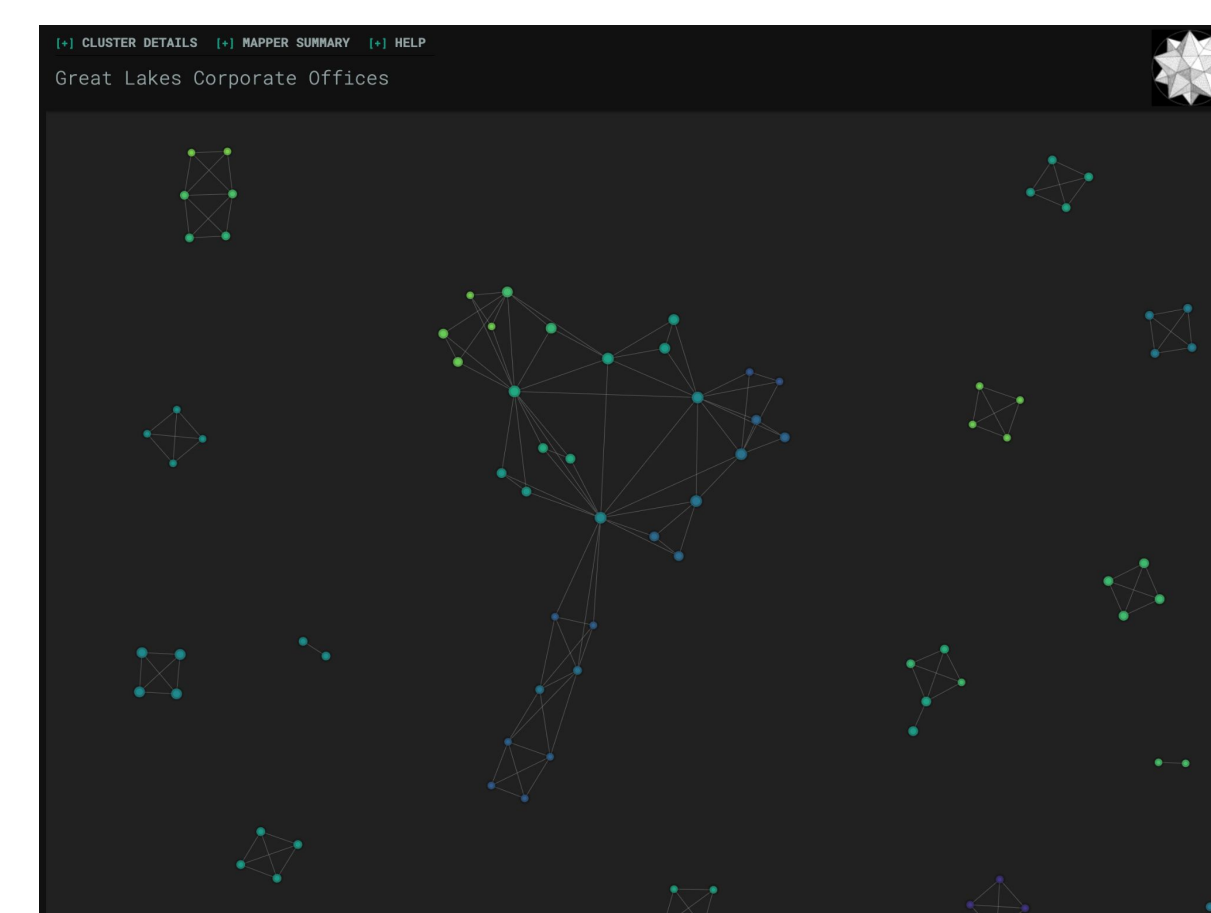 [+] CLUSTER DETAILS [+] MAPPER SUMMARY [+] HELP
Great Lakes Corporate Offices